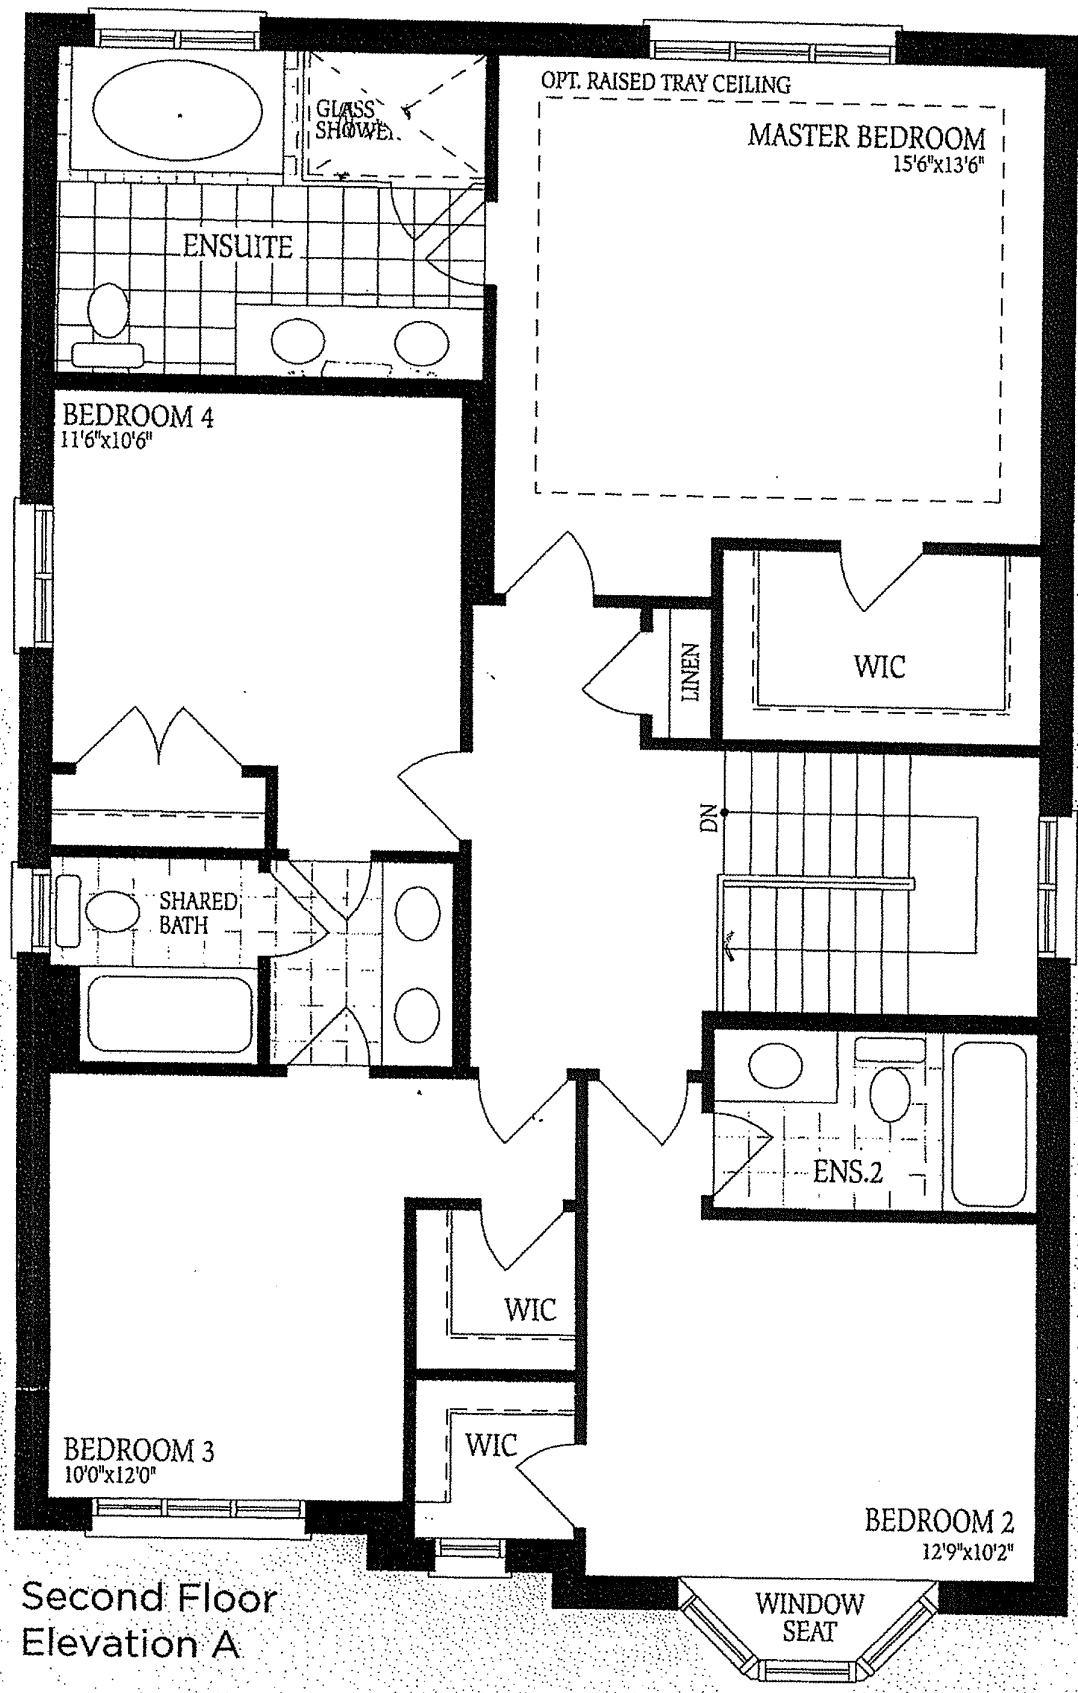 OPT. RAISED TRAY CEILING
MASTER BEDROOM
15'6"x13'6"
GLASS
SHOWER
ENSUITE
BEDROOM 4
11'6"x10'6"
LINEN
WIC
DN
SHARED
BATH
ENS.2
WIC
WIC
BEDROOM 3
10'0"x12'0"
BEDROOM 2
12'9"x10'2"
WINDOW
SEAT
Second Floor
Elevation A